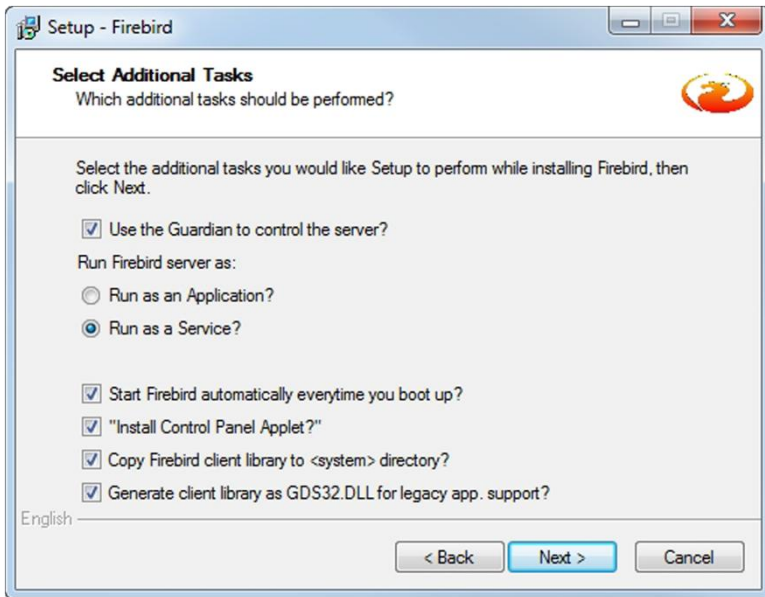 Setup - Firebird
Select Additional Tasks
Which additional tasks should be performed?
Select the additional tasks you would like Setup to perform while installing Firebird, then
click Next.
Use the Guardian to control the server?
Run Firebird server as:
Run as an Application?
Run as a Service?
Start Firebird automatically everytime you boot up?
"Install Control Panel Applet?"
Copy Firebird client library to <system> directory?
Generate client library as GDS32.DLL for legacy app. support?
English
< Back Next > Cancel